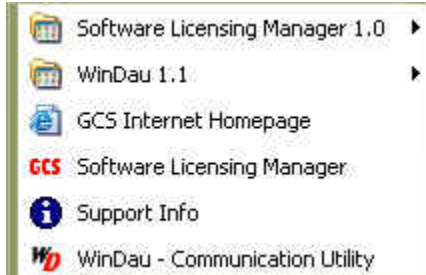 Software Licensing Manager 1.0
WinDau 1.1
GCS Internet Homepage
GCS Software Licensing Manager
Support Info
WD WinDau - Communication Utility